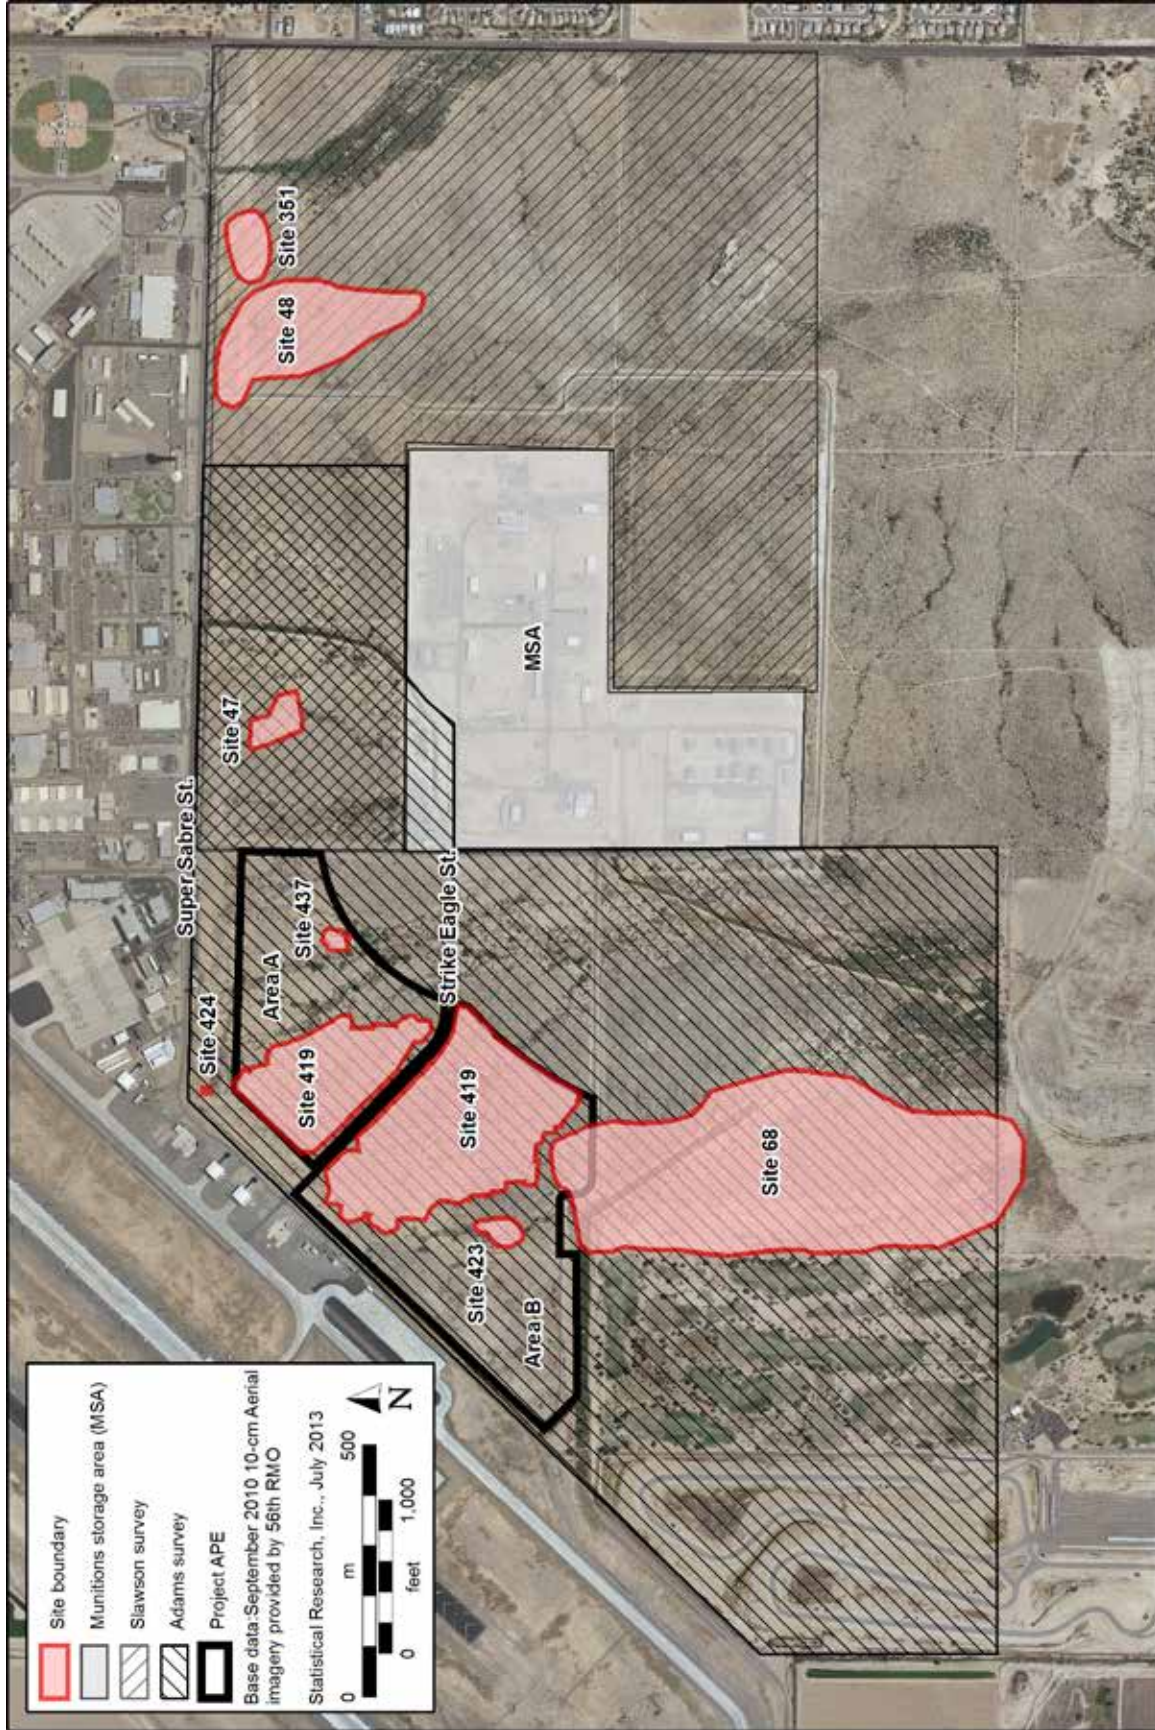 Super Sabre St.
Site 424
Area A
Site 437
Site 47
Site 48
Site 351
Site 419
Strike Eagle St.
Site 419
Site 423
Area B
Site 68
MSA
Site boundary
Munitions storage area (MSA)
Slawson survey
Adams survey
Project APE
Base data:September 2010 10-cm Aerial
imagery provided by 56th RMO
Statistical Research, Inc., July 2013
0 m 500
0 feet 1,000
N